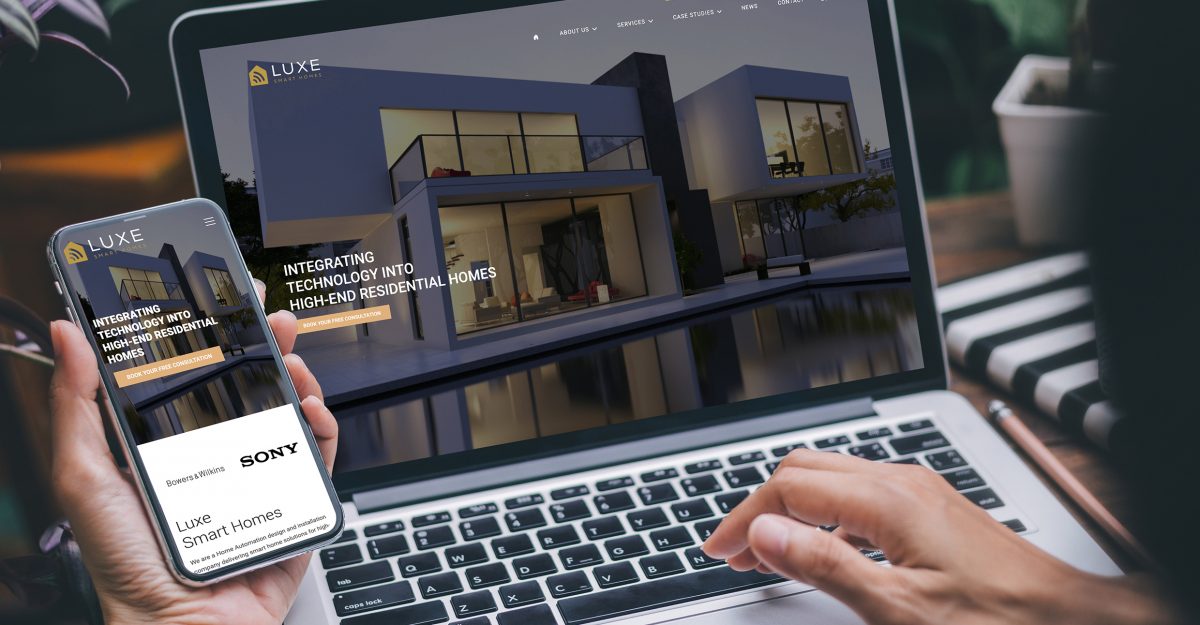 ABOUT US
SERVICES
CASE STUDIES
NEWS
CONTACT
LUXE
SMART HOMES
INTEGRATING
TECHNOLOGY INTO
HIGH-END RESIDENTIAL HOMES
BOOK YOUR FREE CONSULTATION
LUXE
SMART HOMES
INTEGRATING
TECHNOLOGY INTO
HIGH-END RESIDENTIAL
HOMES
BOOK YOUR FREE CONSULTATION
Bowers & Wilkins
SONY
Luxe
Smart Homes
We are a Home Automation design and installation
company delivering smart home solutions for high-
tab
caps lock
Q
W
E
R
T
Y
U
A
S
D
F
G
H
Z
X
C
V
B
return
shift